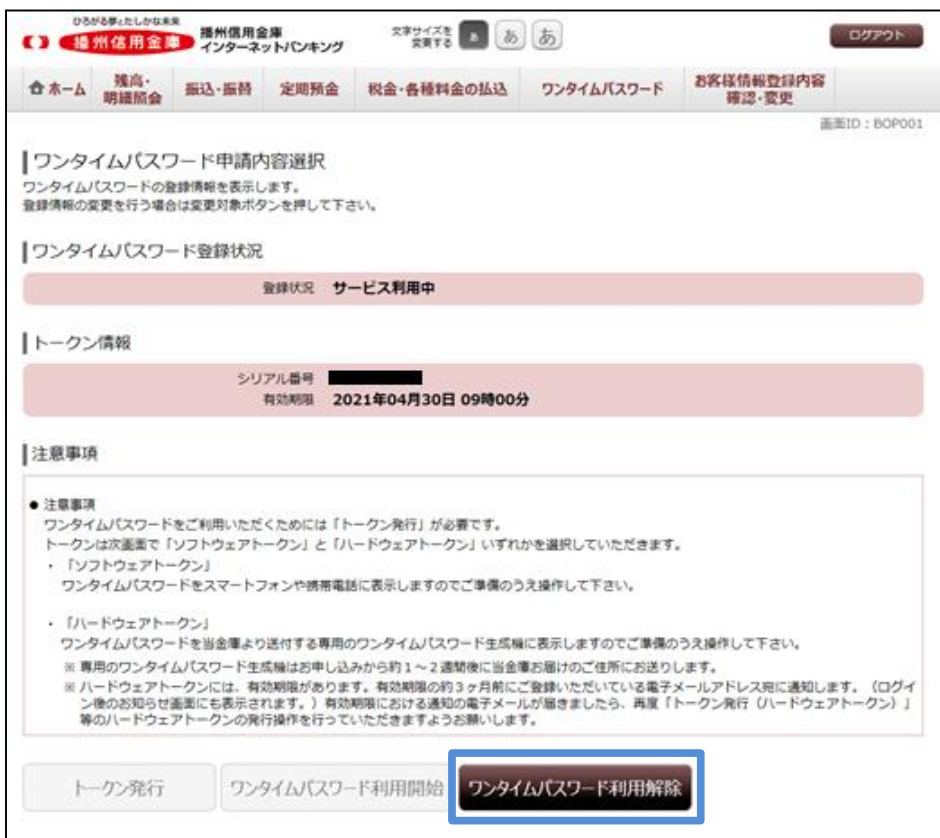 ひろがる夢とたしかな未来
播州信用金庫
播州信用金庫
インターネットバンキング
文字サイズを
変更する
あ あ あ
ログアウト
ホーム
残高・
明細照会
振込・振替
定期預金
税金・各種料金の払込
ワンタイムパスワード
お客様情報登録内容
確認・変更
画面ID:BOP001
ワンタイムパスワード申請内容選択
ワンタイムパスワードの登録情報を表示します。
登録情報の変更を行う場合は変更対象ボタンを押して下さい。
ワンタイムパスワード登録状況
登録状況 サービス利用中
トークン情報
シリアル番号
有効期限 2021年04月30日 09時00分
注意事項
● 注意事項
ワンタイムパスワードをご利用いただくためには「トークン発行」が必要です。
トークンは次画面で「ソフトウェアトークン」と「ハードウェアトークン」いずれかを選択していただきます。
・「ソフトウェアトークン」
ワンタイムパスワードをスマートフォンや携帯電話に表示しますのでご準備のうえ操作して下さい。
・「ハードウェアトークン」
ワンタイムパスワードを当金庫より送付する専用のワンタイムパスワード生成機に表示しますのでご準備のうえ操作して下さい。
※ 専用のワンタイムパスワード生成機はお申し込みから約1~2週間後に当金庫お届けのご住所にお送りします。
※ ハードウェアトークンには、有効期限があります。有効期限の約3ヶ月前にご登録いただいている電子メールアドレス宛に通知します。(ログイ
ン後のお知らせ画面にも表示されます。)有効期限における通知の電子メールが届きましたら、再度「トークン発行(ハードウェアトークン)」
等のハードウェアトークンの発行操作を行っていただきますようお願いします。
トークン発行
ワンタイムパスワード利用開始
ワンタイムパスワード利用解除